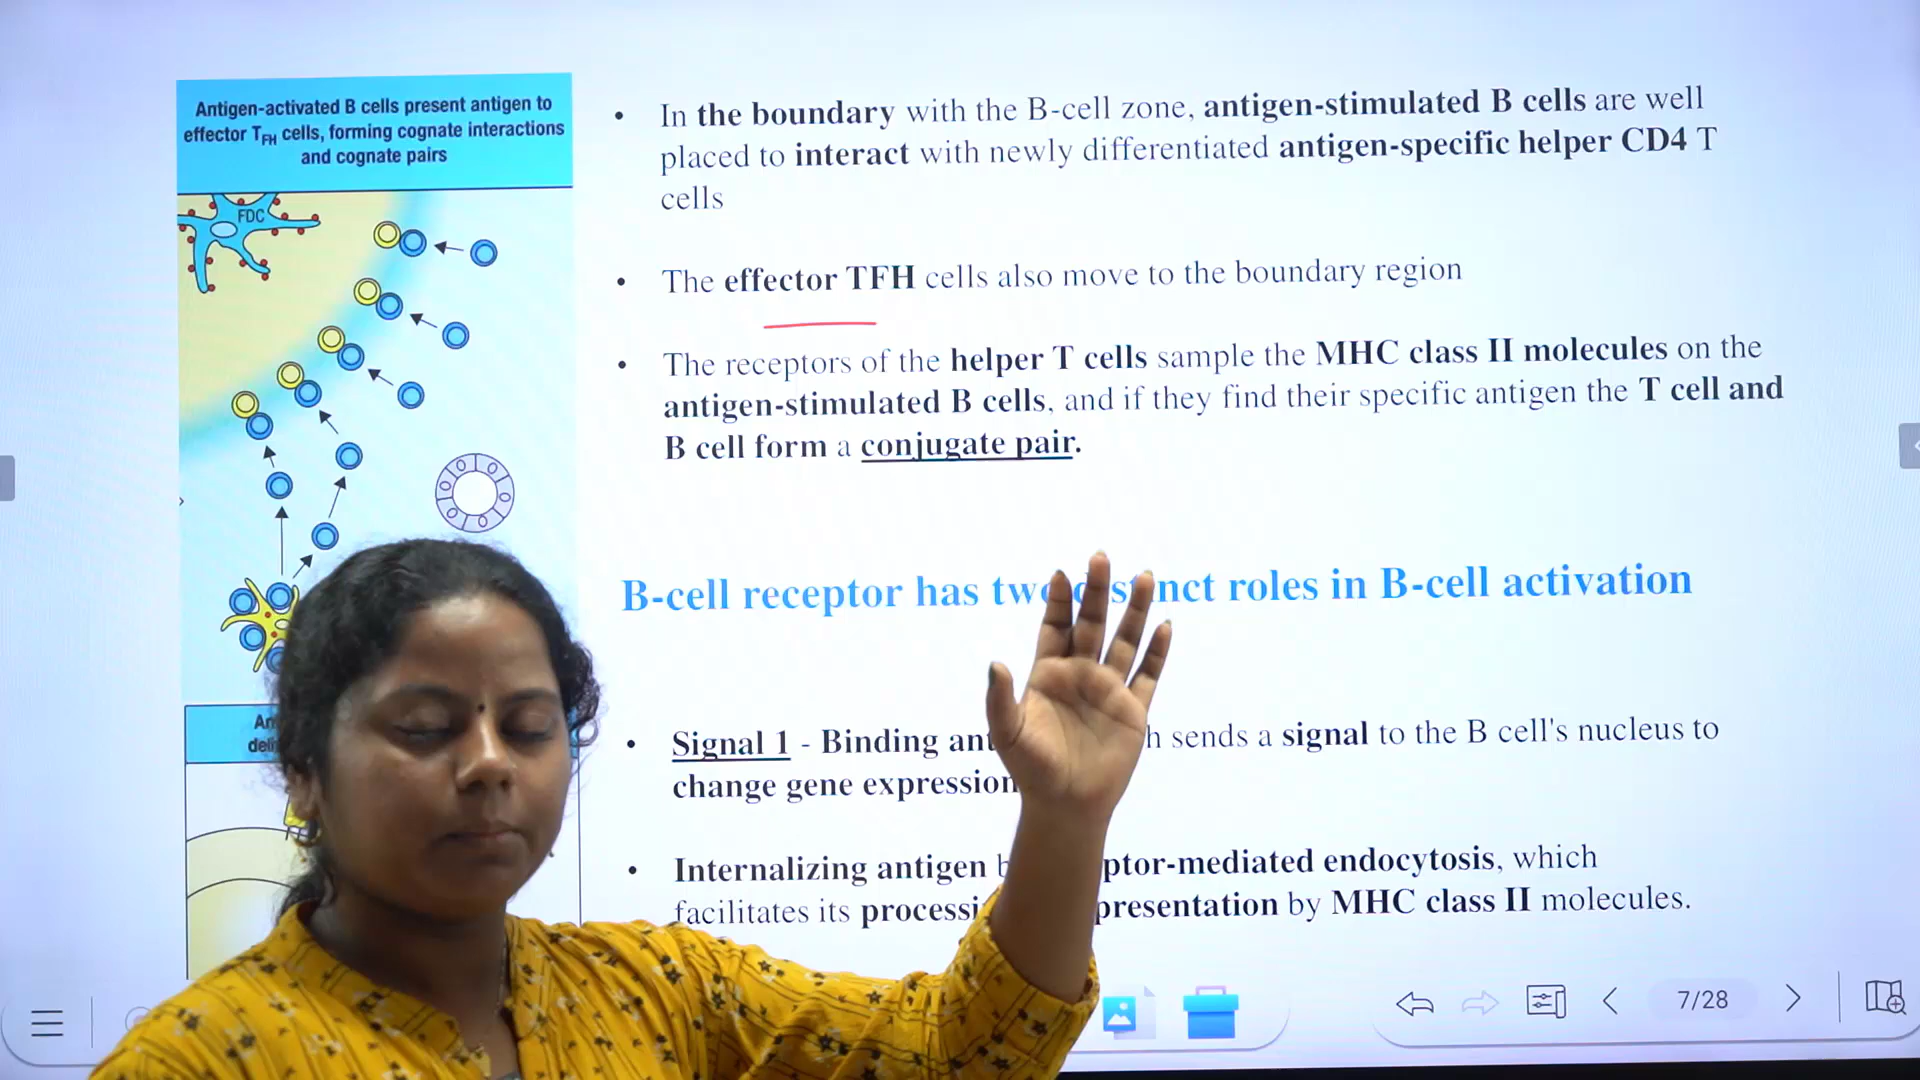 Antigen-activated B cells present antigen to
effector TFH cells, forming cognate interactions
and cognate pairs
FDC
• In the boundary with the B-cell zone, antigen-stimulated B cells are well
placed to interact with newly differentiated antigen-specific helper CD4 T
cells
• The effector TFH cells also move to the boundary region
• The receptors of the helper T cells sample the MHC class II molecules on the
antigen-stimulated B cells, and if they find their specific antigen the T cell and
B cell form a conjugate pair.
B-cell receptor has two roles in B-cell activation
• Signal 1 - Binding sends a signal to the B cell's nucleus to
change gene expression
• Internalizing antigen endocytosis, which
facilitates its presentation by MHC class II molecules.
7/28